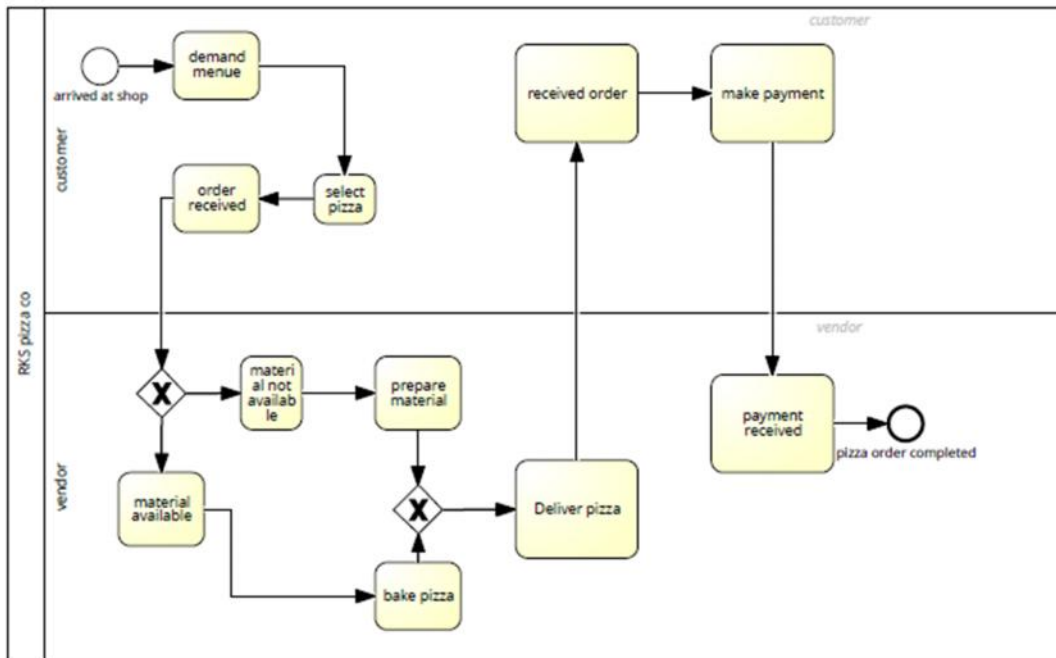 customer
demand
menue
arrived at shop
received order
make payment
customer
order
received
select
pizza
RKS pizza co
vendor
X
materi
al not
availab
le
prepare
material
payment
received
pizza order completed
vendor
material
available
X
Deliver pizza
bake pizza